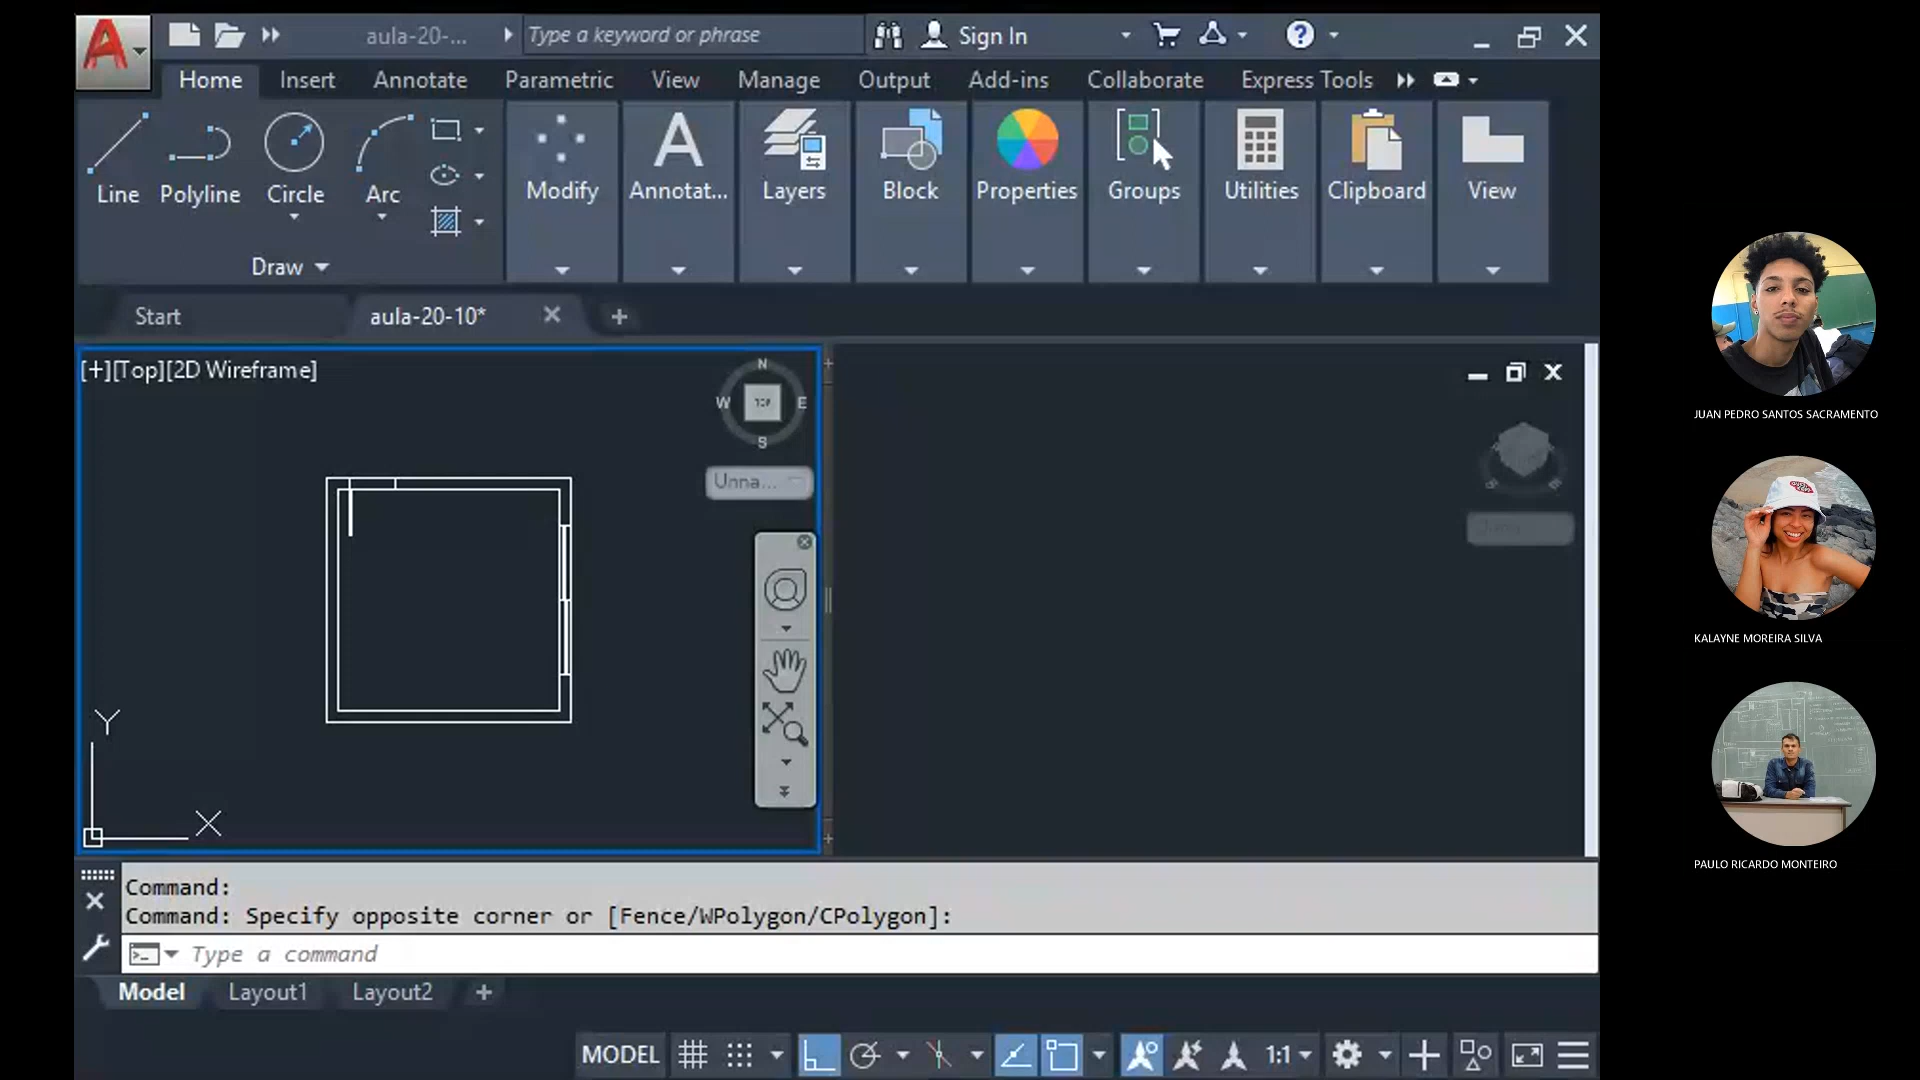 aula-20-...
Type a keyword or phrase
Sign In
Home Insert Annotate Parametric View Manage Output Add-ins Collaborate Express Tools
Line Polyline Circle Arc
Draw
Modify Annotat... Layers Block Properties Groups Utilities Clipboard View
Start aula-20-10*
[+][Top][2D Wireframe]
N
W TOP E
S
Unna...
Y
X
Command:
Command: Specify opposite corner or [Fence/WPolygon/CPolygon]:
Type a command
Model Layout1 Layout2
MODEL 1:1
JUAN PEDRO SANTOS SACRAMENTO
KALAYNE MOREIRA SILVA
PAULO RICARDO MONTEIRO